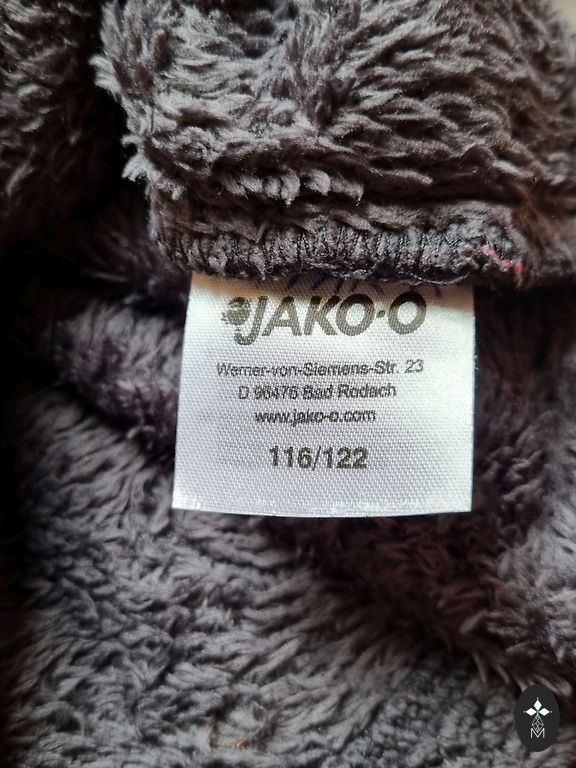 JAKO-O
Werner-von-Siemens-Str. 23
D 96476 Bad Rodach
www.jako-o.com
116/122
M